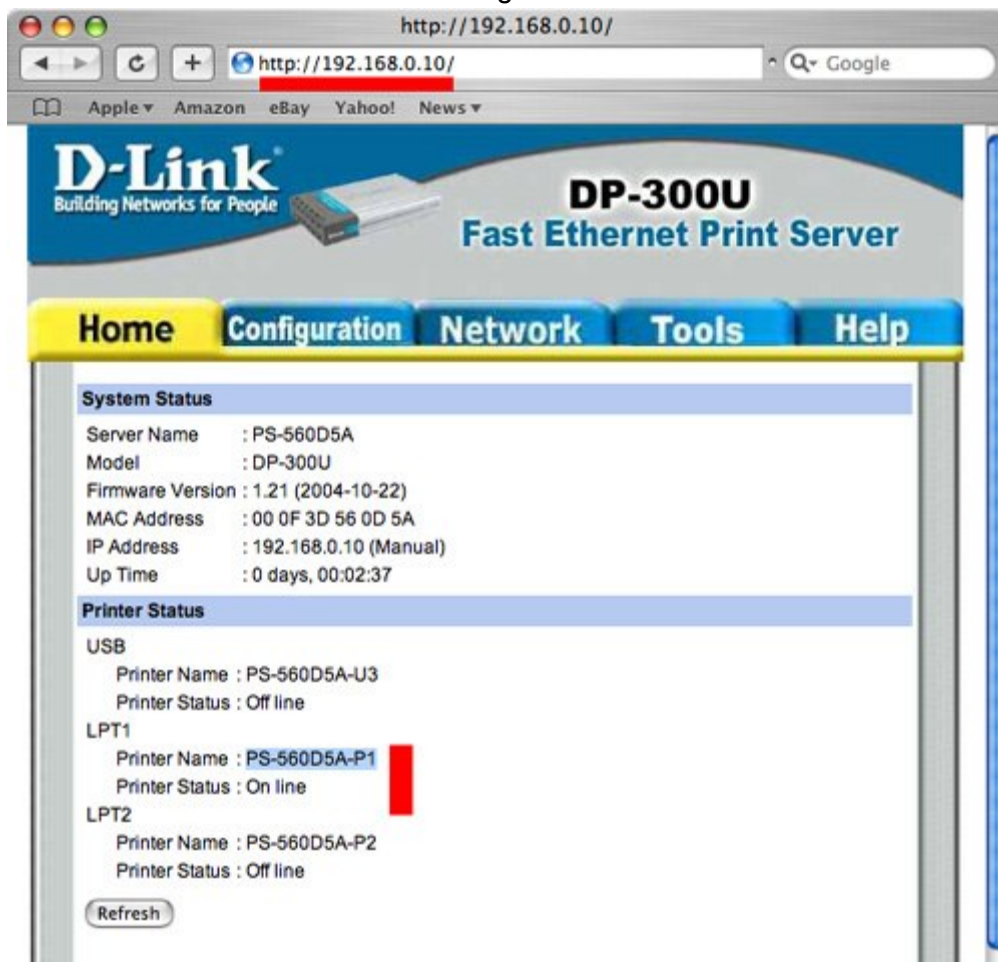 http://192.168.0.10/
http://192.168.0.10/
Google
Apple Amazon eBay Yahoo! News
D-Link
Building Networks for People
DP-300U
Fast Ethernet Print Server
Home Configuration Network Tools Help
System Status
Server Name : PS-560D5A
Model : DP-300U
Firmware Version : 1.21 (2004-10-22)
MAC Address : 00 0F 3D 56 0D 5A
IP Address : 192.168.0.10 (Manual)
Up Time : 0 days, 00:02:37
Printer Status
USB
Printer Name : PS-560D5A-U3
Printer Status : Off line
LPT1
Printer Name : PS-560D5A-P1
Printer Status : On line
LPT2
Printer Name : PS-560D5A-P2
Printer Status : Off line
Refresh